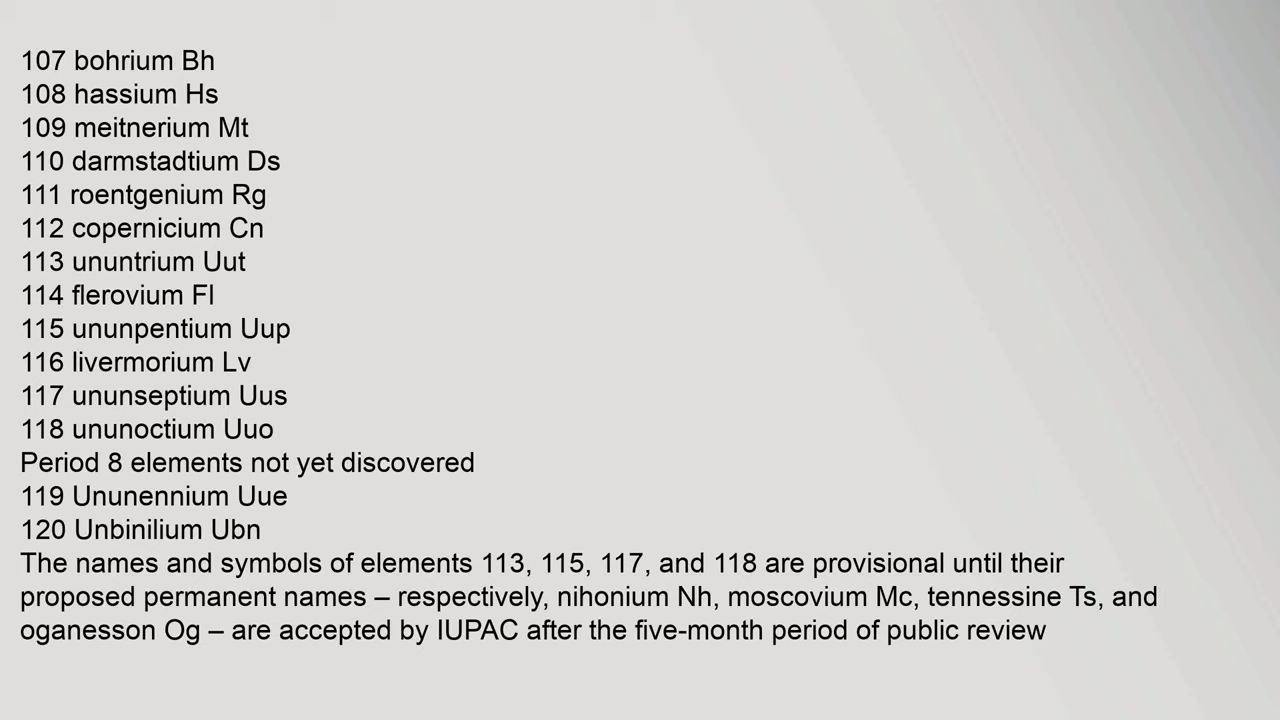 107 bohrium Bh
108 hassium Hs
109 meitnerium Mt
110 darmstadtium Ds
111 roentgenium Rg
112 copernicium Cn
113 ununtrium Uut
114 flerovium Fl
115 ununpentium Uup
116 livermorium Lv
117 ununseptium Uus
118 ununoctium Uuo
Period 8 elements not yet discovered
119 Ununennium Uue
120 Unbinilium Ubn
The names and symbols of elements 113, 115, 117, and 118 are provisional until their
proposed permanent names – respectively, nihonium Nh, moscovium Mc, tennessine Ts, and
oganesson Og – are accepted by IUPAC after the five-month period of public review